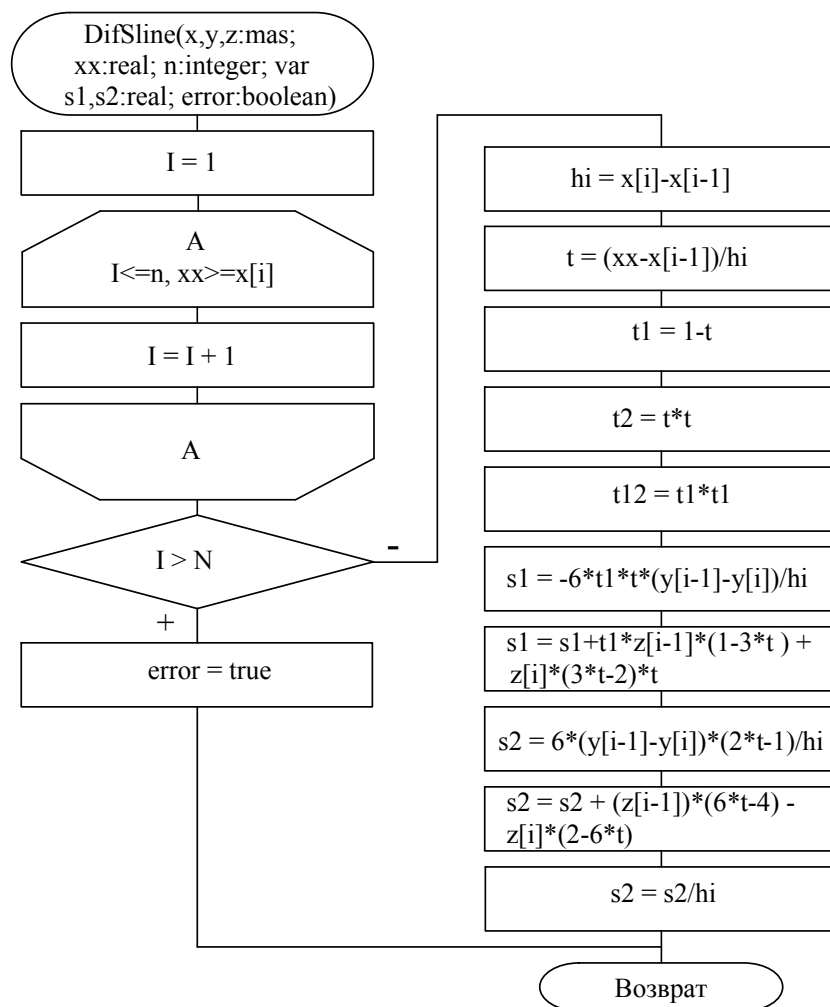 DifSline(x,y,z:mas;
xx:real; n:integer; var
s1,s2:real; error:boolean)
I = 1
A
I<=n, xx>=x[i]
I = I + 1
A
I > N
-
+
error = true
hi = x[i]-x[i-1]
t = (xx-x[i-1])/hi
t1 = 1-t
t2 = t*t
t12 = t1*t1
s1 = -6*t1*t*(y[i-1]-y[i])/hi
s1 = s1+t1*z[i-1]*(1-3*t ) +
z[i]*(3*t-2)*t
s2 = 6*(y[i-1]-y[i])*(2*t-1)/hi
s2 = s2 + (z[i-1])*(6*t-4) -
z[i]*(2-6*t)
s2 = s2/hi
Возврат